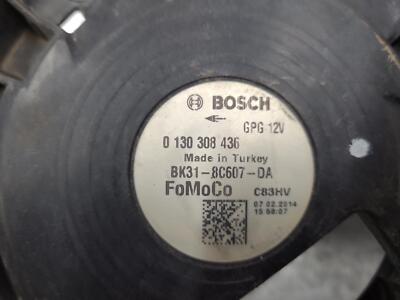 BOSCH
GPG 12V
0 130 308 436
Made in Turkey
BK31-8C607-DA
FoMoCo C83HV
07.02.2014
15:58:07